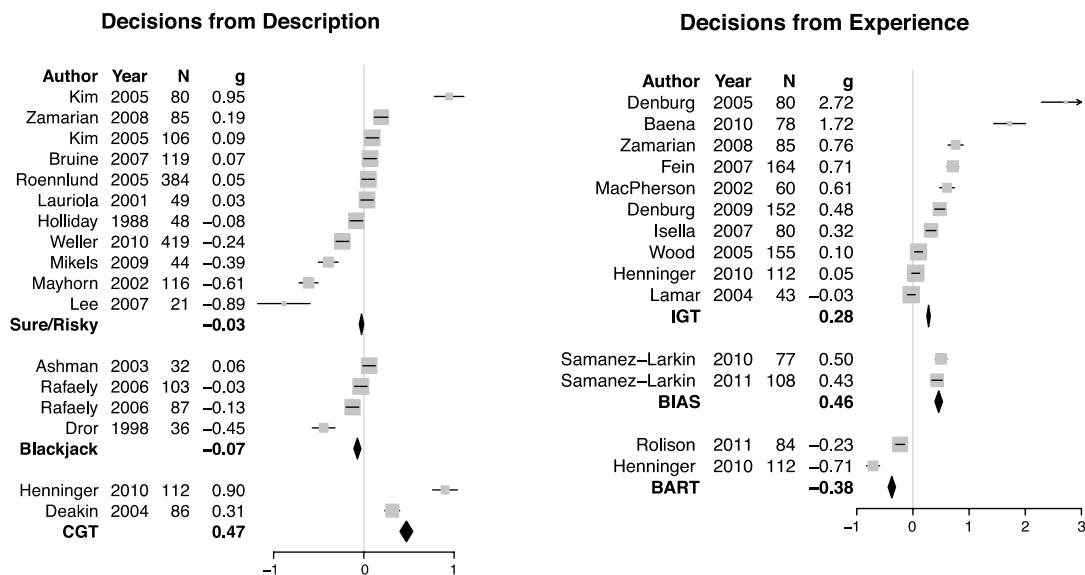 Decisions from Description
Author Year N g
Kim 2005 80 0.95
Zamarian 2008 85 0.19
Kim 2005 106 0.09
Bruine 2007 119 0.07
Roennlund 2005 384 0.05
Lauriola 2001 49 0.03
Holliday 1988 48 −0.08
Weller 2010 419 −0.24
Mikels 2009 44 −0.39
Mayhorn 2002 116 −0.61
Lee 2007 21 −0.89
Sure/Risky −0.03
Ashman 2003 32 0.06
Rafaely 2006 103 −0.03
Rafaely 2006 87 −0.13
Dror 1998 36 −0.45
Blackjack −0.07
Henninger 2010 112 0.90
Deakin 2004 86 0.31
CGT 0.47
−1 0 1
Decisions from Experience
Author Year N g
Denburg 2005 80 2.72
Baena 2010 78 1.72
Zamarian 2008 85 0.76
Fein 2007 164 0.71
MacPherson 2002 60 0.61
Denburg 2009 152 0.48
Isella 2007 80 0.32
Wood 2005 155 0.10
Henninger 2010 112 0.05
Lamar 2004 43 −0.03
IGT 0.28
Samanez−Larkin 2010 77 0.50
Samanez−Larkin 2011 108 0.43
BIAS 0.46
Rolison 2011 84 −0.23
Henninger 2010 112 −0.71
BART −0.38
−1 0 1 2 3